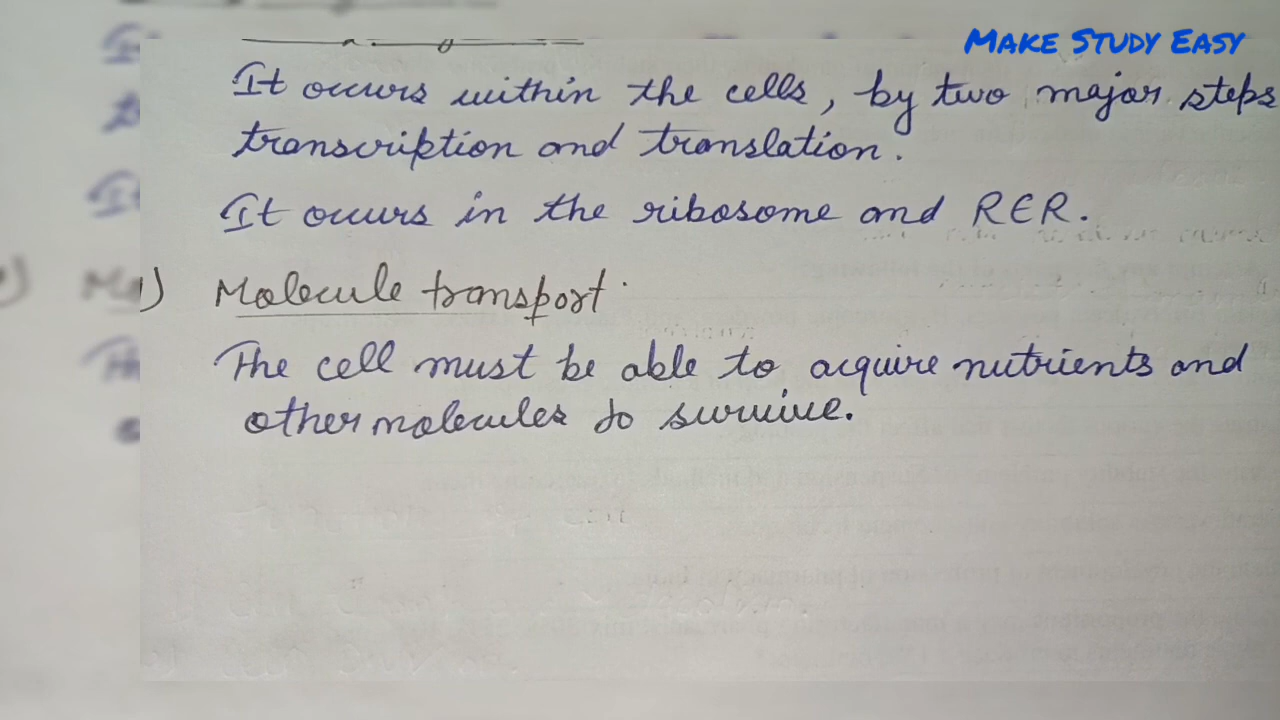 MAKE STUDY EASY
It occurs within the cells, by two major steps
transcription and translation.
It occurs in the ribosome and RER.
) Molecule transport.
The cell must be able to acquire nutrients and
other molecules to survive.